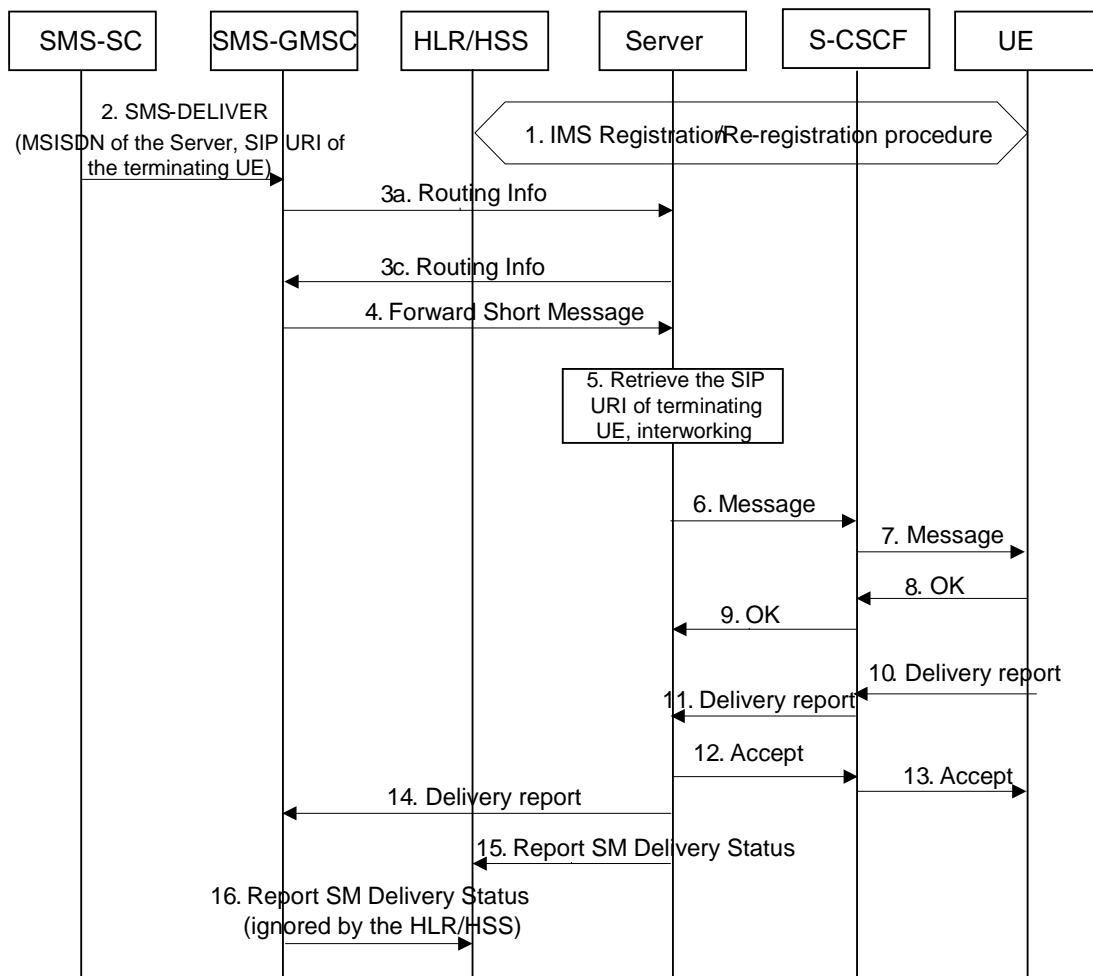 SMS-SC
SMS-GMSC
HLR/HSS
Server
S-CSCF
UE
2. SMS-DELIVER
(MSISDN of the Server, SIP URI of
the terminating UE)
1. IMS Registration/Re-registration procedure
3a. Routing Info
3c. Routing Info
4. Forward Short Message
5. Retrieve the SIP
URI of terminating
UE, interworking
6. Message
7. Message
8. OK
9. OK
10. Delivery report
11. Delivery report
12. Accept
13. Accept
14. Delivery report
15. Report SM Delivery Status
16. Report SM Delivery Status
(ignored by the HLR/HSS)